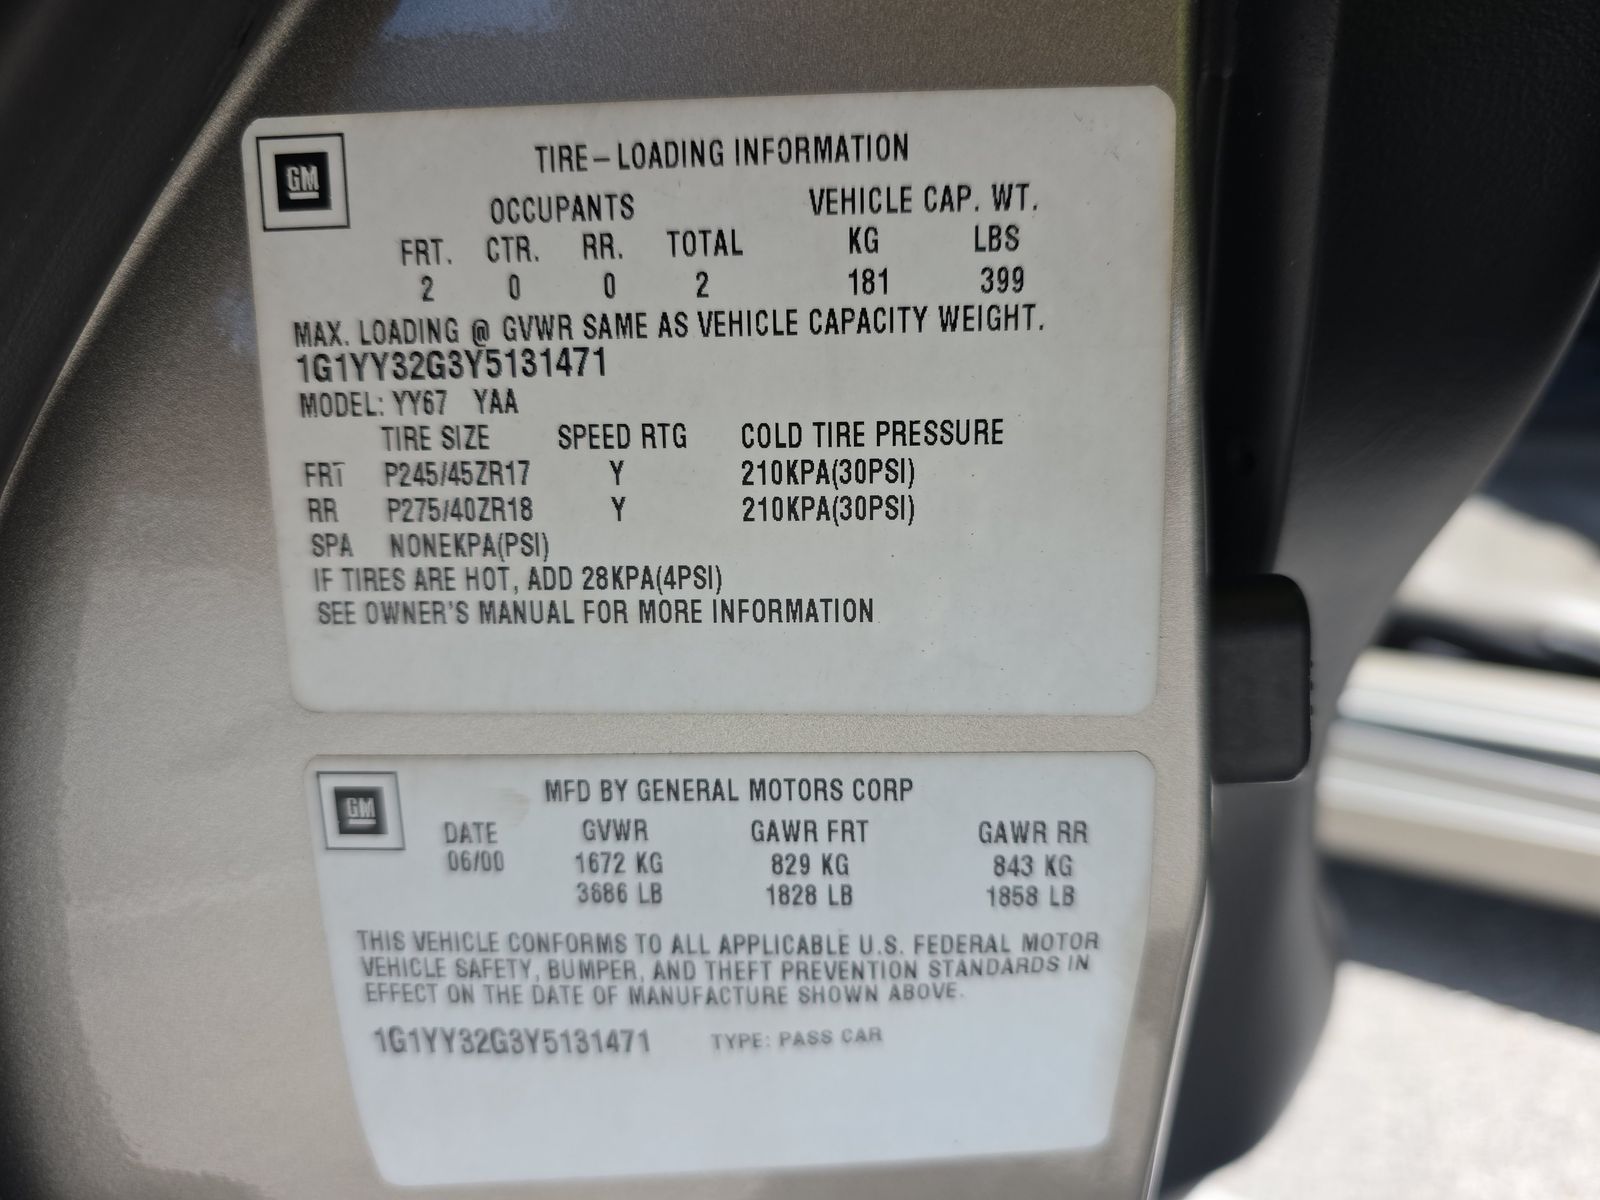 GM
TIRE-LOADING INFORMATION
OCCUPANTS VEHICLE CAP. WT.
FRT. CTR. RR. TOTAL KG LBS
2 0 0 2 181 399
MAX. LOADING @ GVWR SAME AS VEHICLE CAPACITY WEIGHT.
1G1YY32G3Y5131471
MODEL: YY67 YAA
TIRE SIZE SPEED RTG COLD TIRE PRESSURE
FRT P245/45ZR17 Y 210KPA(30PSI)
RR P275/40ZR18 Y 210KPA(30PSI)
SPA NONEKPA(PSI)
IF TIRES ARE HOT, ADD 28KPA(4PSI)
SEE OWNER'S MANUAL FOR MORE INFORMATION
GM
MFD BY GENERAL MOTORS CORP
DATE GVWR GAWR FRT GAWR RR
06/00 1672 KG 829 KG 843 KG
3686 LB 1828 LB 1858 LB
THIS VEHICLE CONFORMS TO ALL APPLICABLE U.S. FEDERAL MOTOR
VEHICLE SAFETY, BUMPER, AND THEFT PREVENTION STANDARDS IN
EFFECT ON THE DATE OF MANUFACTURE SHOWN ABOVE.
1G1YY32G3Y5131471 TYPE: PASS CAR